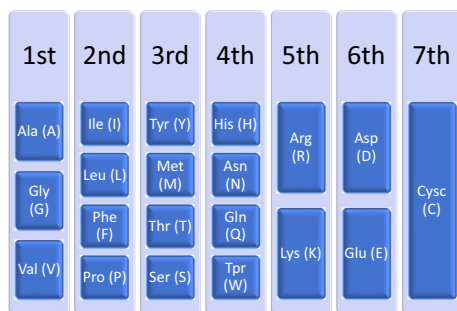 1st
2nd
3rd
4th
5th
6th
7th
Ala (A)
Gly
(G)
Val (V)
Ile (I)
Leu (L)
Phe
(F)
Pro (P)
Tyr (Y)
Met
(M)
Thr (T)
Ser (S)
His (H)
Asn
(N)
Gln
(Q)
Tpr
(W)
Arg
(R)
Lys (K)
Asp
(D)
Glu (E)
Cysc
(C)